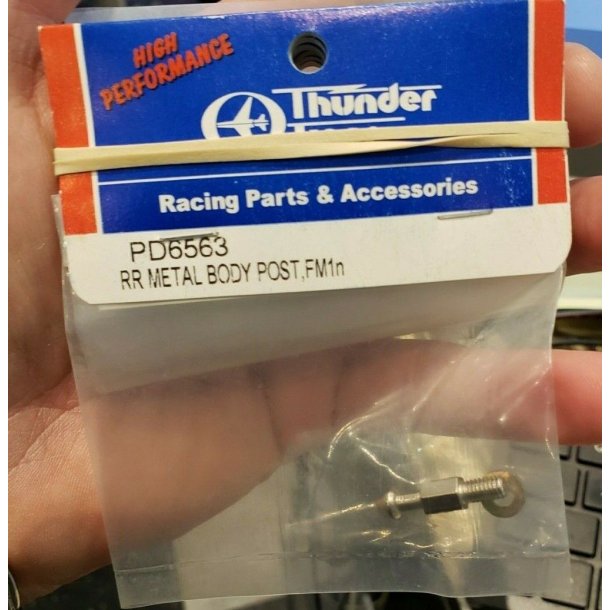 HIGH
PERFORMANCE
Thunder
Racing Parts & Accessories
PD6563
RR METAL BODY POST,FM1n